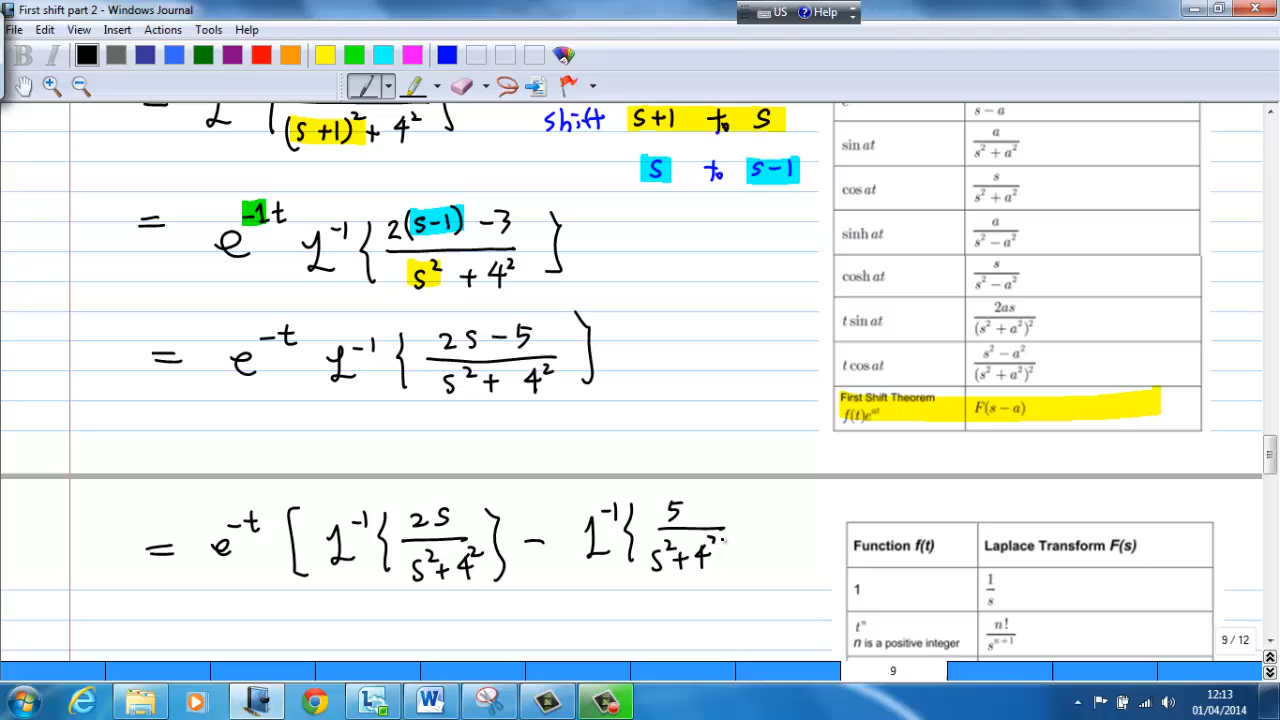 First shift part 2 - Windows Journal
US Help
File Edit View Insert Actions Tools Help
B I
= L {(s+1)² + 4²} shift s+1 to s
s to s-1
= e^-1t L^-1 { 2(s-1) - 3 / s² + 4² }
= e^-t L^-1 { 2s - 5 / s² + 4² }
= e^-t [ L^-1 { 2s / s² + 4² } - L^-1 { 5 / s² + 4²
s - a
sin at a / s² + a²
cos at s / s² + a²
sinh at a / s² - a²
cosh at s / s² - a²
t sin at 2as / (s² + a²)²
t cos at s² - a² / (s² + a²)²
First Shift Theorem
f(t)e^at F(s - a)
Function f(t) Laplace Transform F(s)
1 1 / s
t^n n! / s^n+1
n is a positive integer
9 / 12
9
12:13
01/04/2014